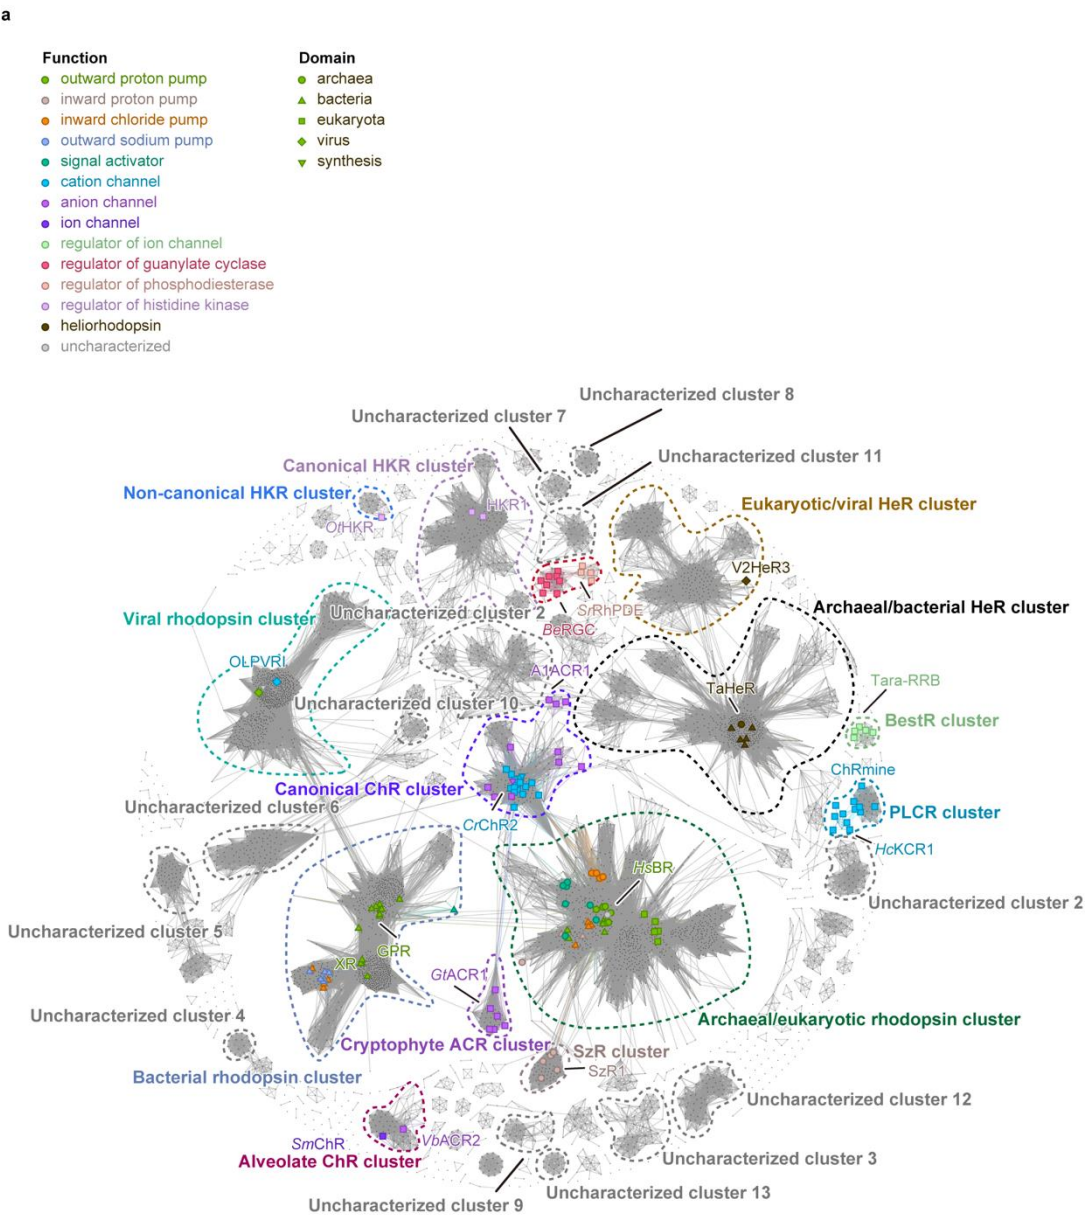 a
Function
outward proton pump
inward proton pump
inward chloride pump
outward sodium pump
signal activator
cation channel
anion channel
ion channel
regulator of ion channel
regulator of guanylate cyclase
regulator of phosphodiesterase
regulator of histidine kinase
heliorhodopsin
uncharacterized
Domain
archaea
bacteria
eukaryota
virus
synthesis
Uncharacterized cluster 8
Uncharacterized cluster 7
Uncharacterized cluster 11
Canonical HKR cluster
Non-canonical HKR cluster
Eukaryotic/viral HeR cluster
HKR1
OtHKR
V2HeR3
SrRhPDE
Archaeal/bacterial HeR cluster
Uncharacterized cluster 2
Viral rhodopsin cluster
BeRGC
OLPVRI
A1ACR1
Tara-RRB
TaHeR
Uncharacterized cluster 10
BestR cluster
ChRmine
Canonical ChR cluster
Uncharacterized cluster 6
PLCR cluster
CrChR2
HcKCR1
HsBR
Uncharacterized cluster 2
Uncharacterized cluster 5
GPR
XR
GtACR1
Uncharacterized cluster 4
Archaeal/eukaryotic rhodopsin cluster
Cryptophyte ACR cluster
SzR cluster
SzR1
Bacterial rhodopsin cluster
Uncharacterized cluster 12
SmChR
VbACR2
Alveolate ChR cluster
Uncharacterized cluster 3
Uncharacterized cluster 13
Uncharacterized cluster 9